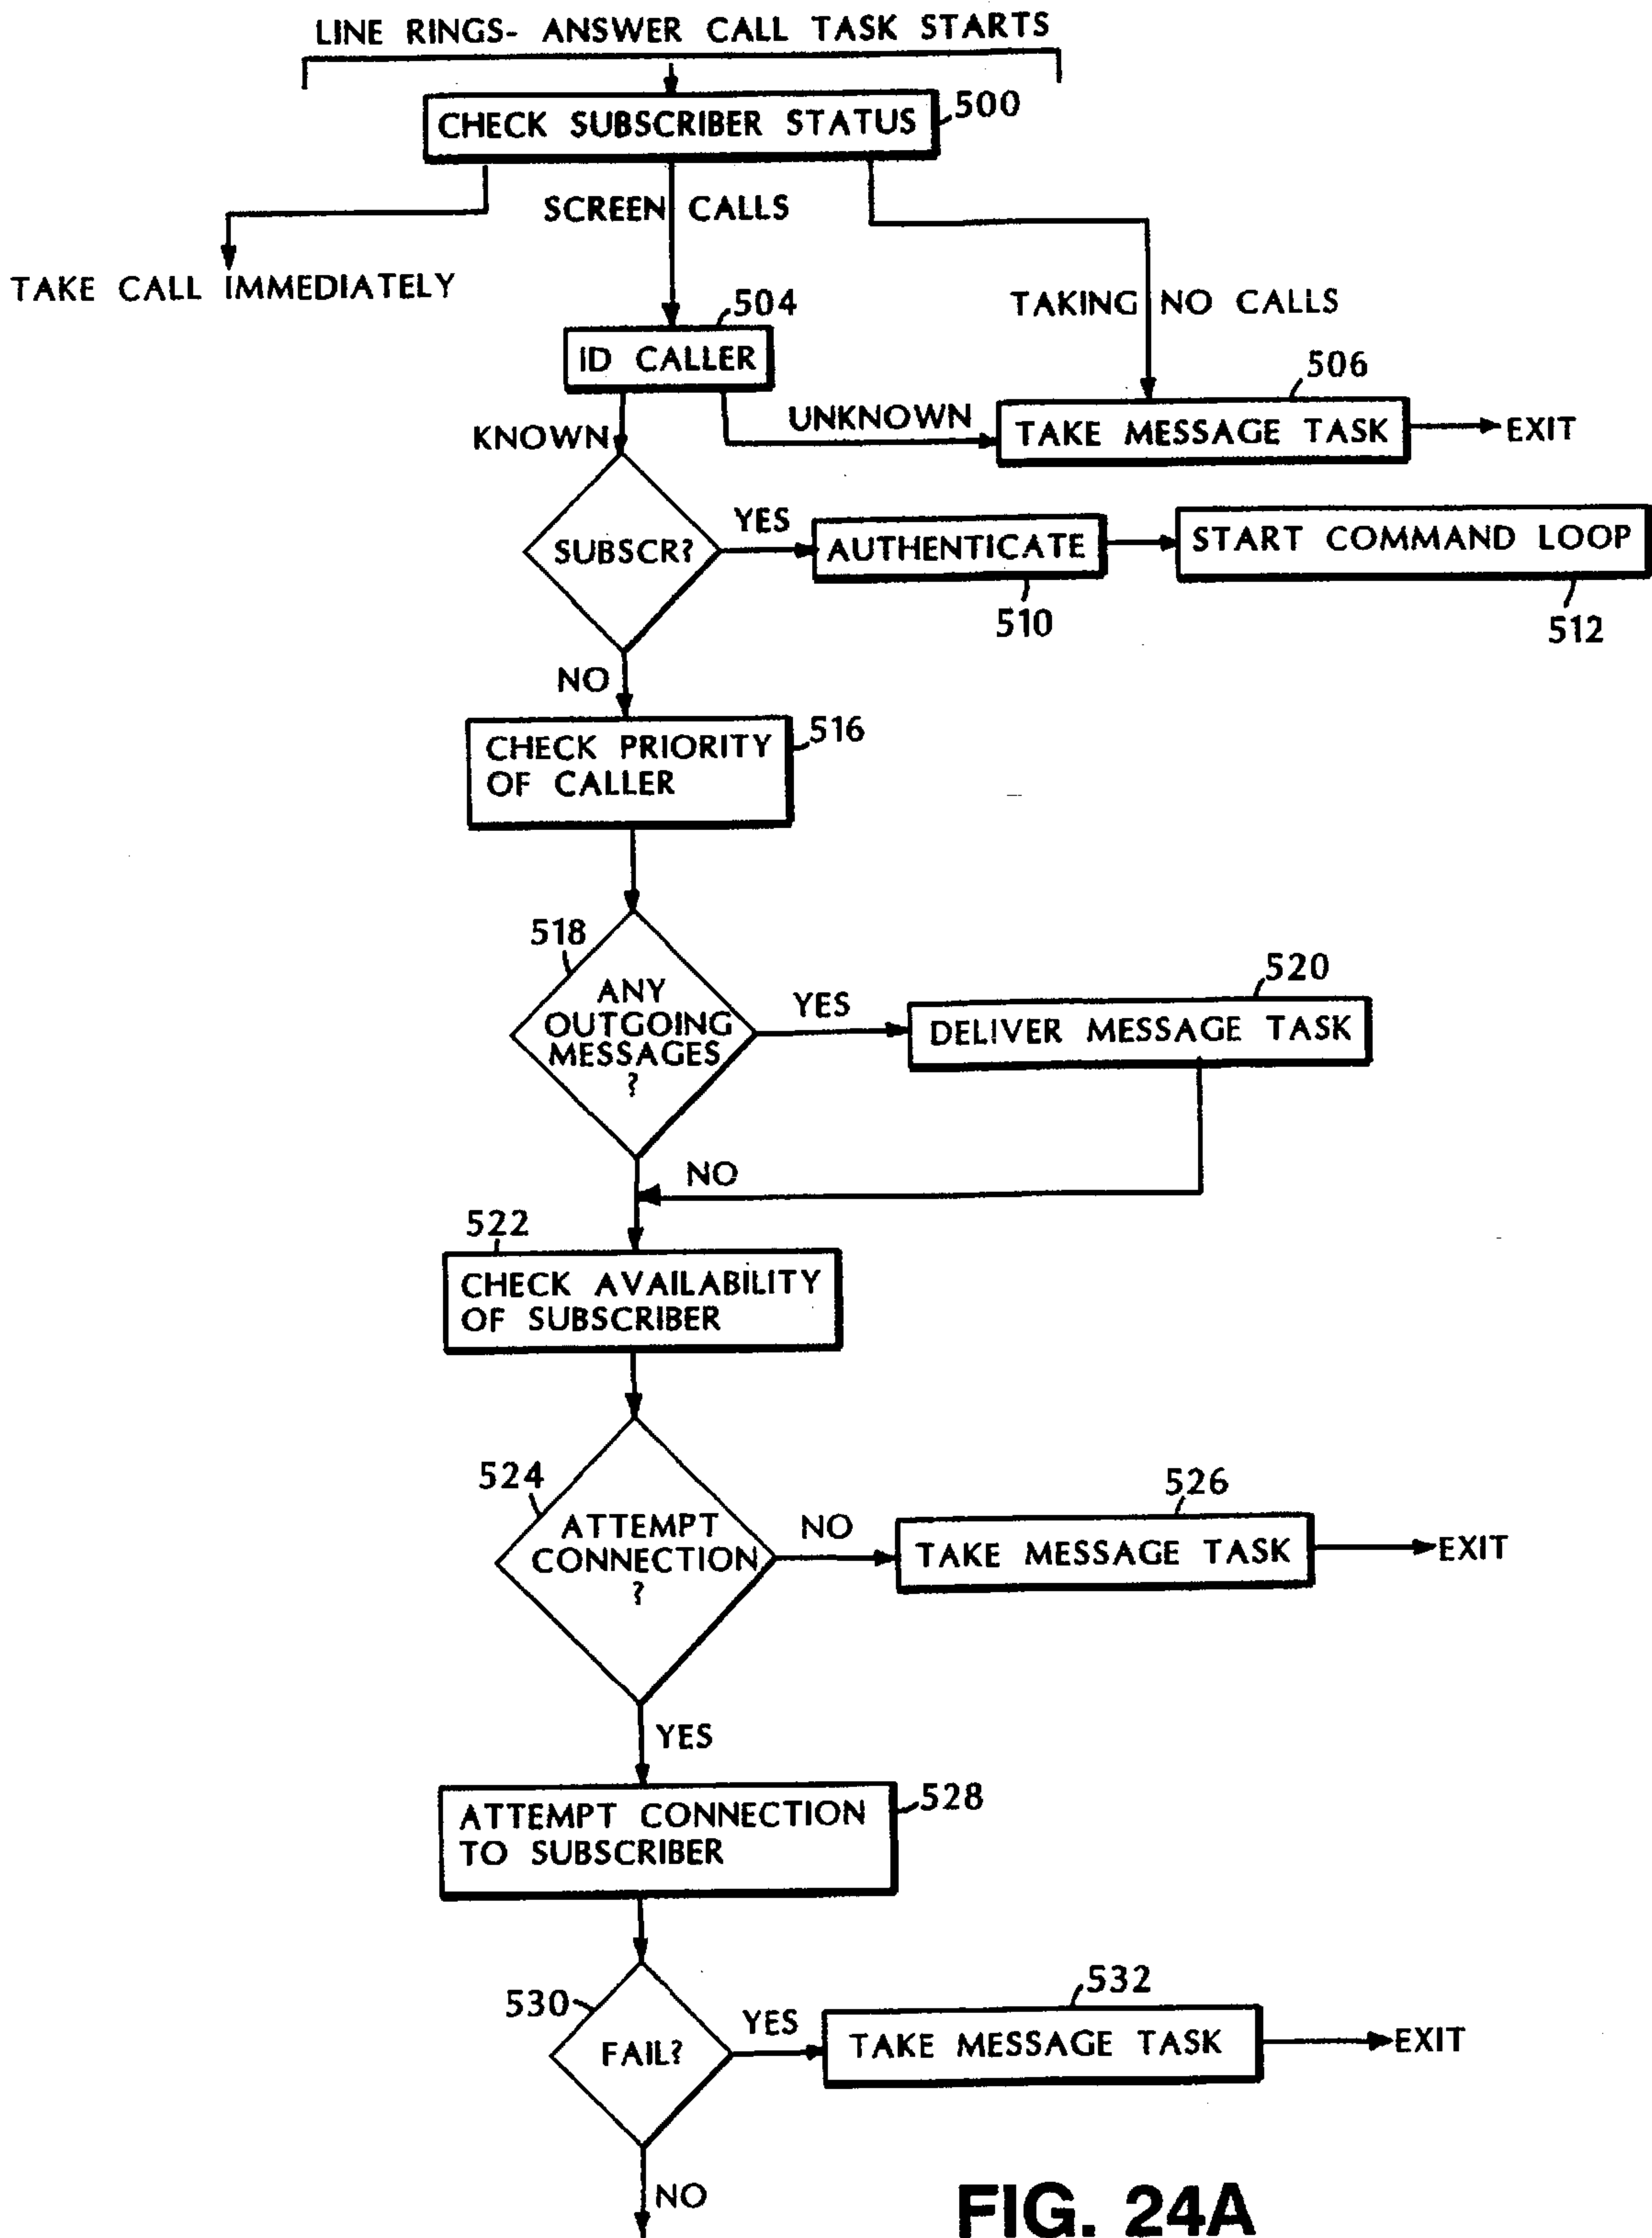 LINE RINGS- ANSWER CALL TASK STARTS
CHECK SUBSCRIBER STATUS
500
SCREEN CALLS
TAKE CALL IMMEDIATELY
TAKING NO CALLS
504
ID CALLER
506
KNOWN
UNKNOWN
TAKE MESSAGE TASK
EXIT
SUBSCR?
YES
AUTHENTICATE
START COMMAND LOOP
510
512
NO
CHECK PRIORITY
OF CALLER
516
518
ANY
OUTGOING
MESSAGES
?
YES
520
DELIVER MESSAGE TASK
NO
522
CHECK AVAILABILITY
OF SUBSCRIBER
524
ATTEMPT
CONNECTION
?
NO
526
TAKE MESSAGE TASK
EXIT
YES
ATTEMPT CONNECTION
TO SUBSCRIBER
528
530
FAIL?
YES
532
TAKE MESSAGE TASK
EXIT
NO
FIG. 24A